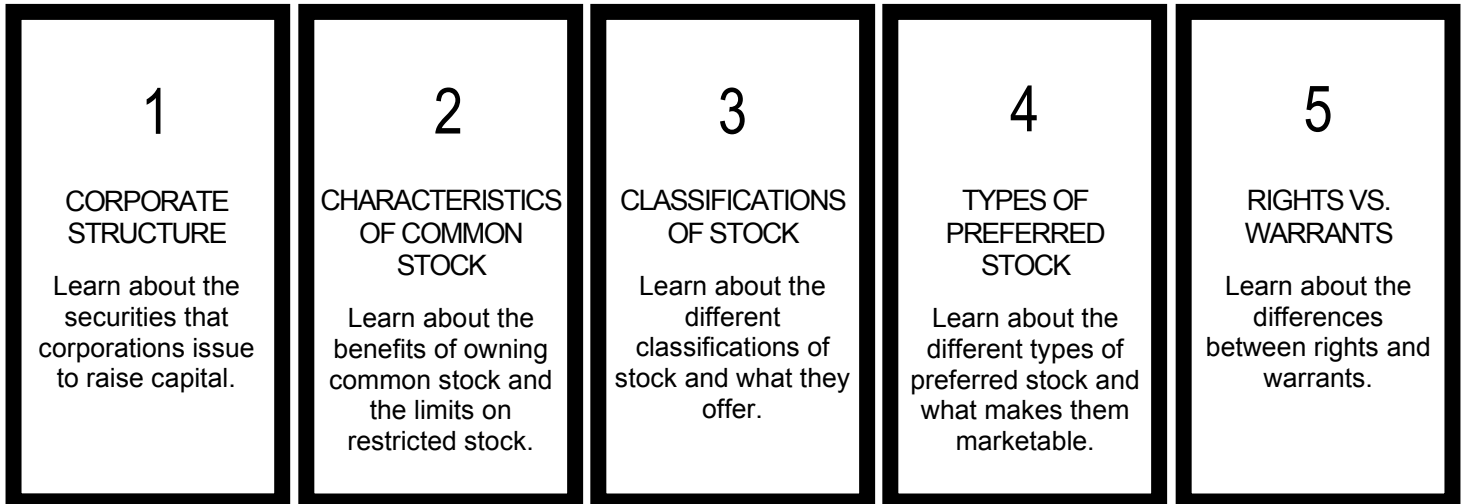 1
CORPORATE
STRUCTURE
Learn about the
securities that
corporations issue
to raise capital.
2
CHARACTERISTICS
OF COMMON
STOCK
Learn about the
benefits of owning
common stock and
the limits on
restricted stock.
3
CLASSIFICATIONS
OF STOCK
Learn about the
different
classifications of
stock and what they
offer.
4
TYPES OF
PREFERRED
STOCK
Learn about the
different types of
preferred stock and
what makes them
marketable.
5
RIGHTS VS.
WARRANTS
Learn about the
differences
between rights and
warrants.